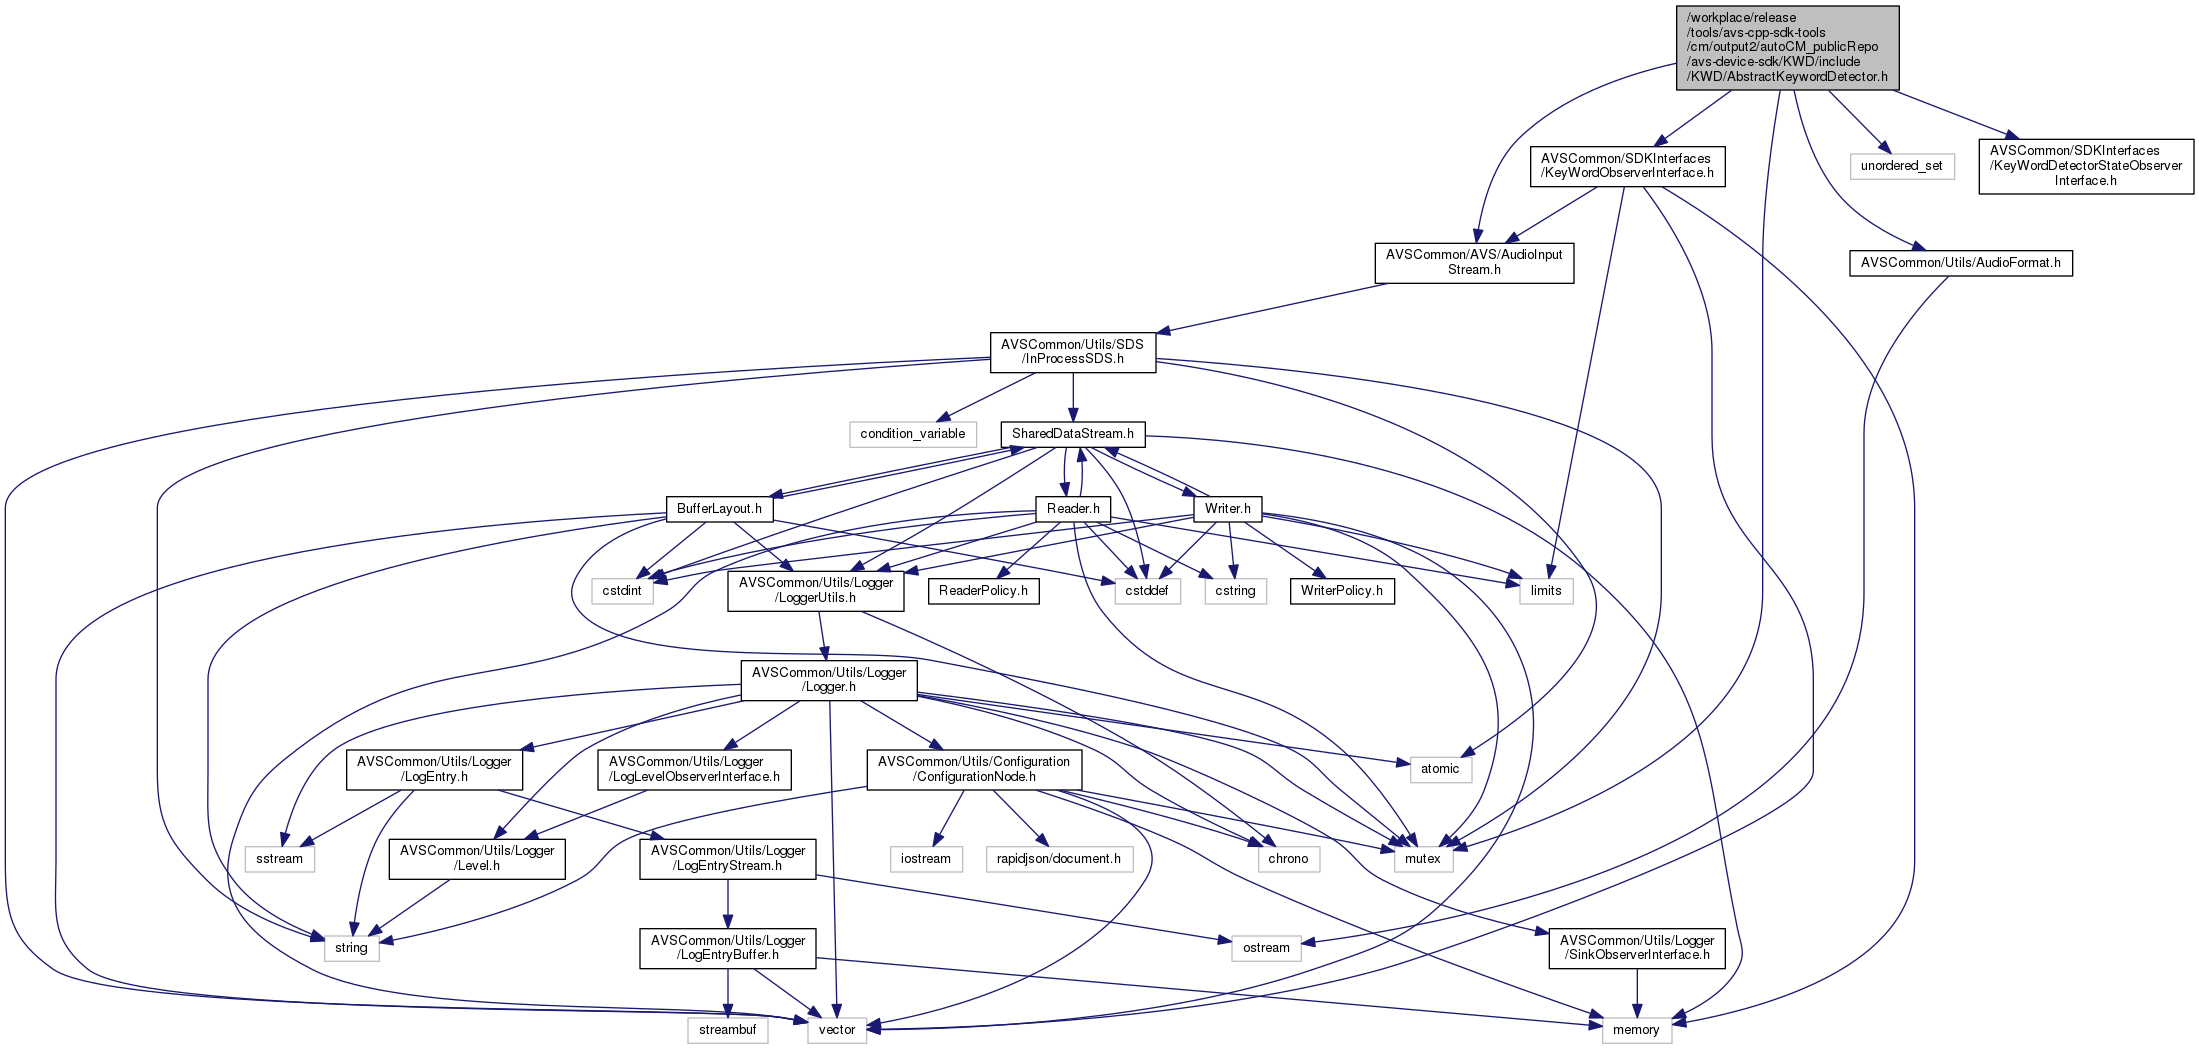 /workplace/release
/tools/avs-cpp-sdk-tools
/cm/output2/autoCM_publicRepo
/avs-device-sdk/KWD/include
/KWD/AbstractKeywordDetector.h
AVSCommon/SDKInterfaces
/KeyWordObserverInterface.h
unordered_set
AVSCommon/SDKInterfaces
/KeyWordDetectorStateObserver
Interface.h
AVSCommon/AVS/AudioInput
Stream.h
AVSCommon/Utils/AudioFormat.h
AVSCommon/Utils/SDS
/InProcessSDS.h
condition_variable
SharedDataStream.h
BufferLayout.h
Reader.h
Writer.h
cstdint
AVSCommon/Utils/Logger
/LoggerUtils.h
ReaderPolicy.h
cstddef
cstring
WriterPolicy.h
limits
AVSCommon/Utils/Logger
/Logger.h
AVSCommon/Utils/Logger
/LogEntry.h
AVSCommon/Utils/Logger
/LogLevelObserverInterface.h
AVSCommon/Utils/Configuration
/ConfigurationNode.h
atomic
sstream
AVSCommon/Utils/Logger
/Level.h
AVSCommon/Utils/Logger
/LogEntryStream.h
iostream
rapidjson/document.h
chrono
mutex
string
AVSCommon/Utils/Logger
/LogEntryBuffer.h
ostream
AVSCommon/Utils/Logger
/SinkObserverInterface.h
streambuf
vector
memory